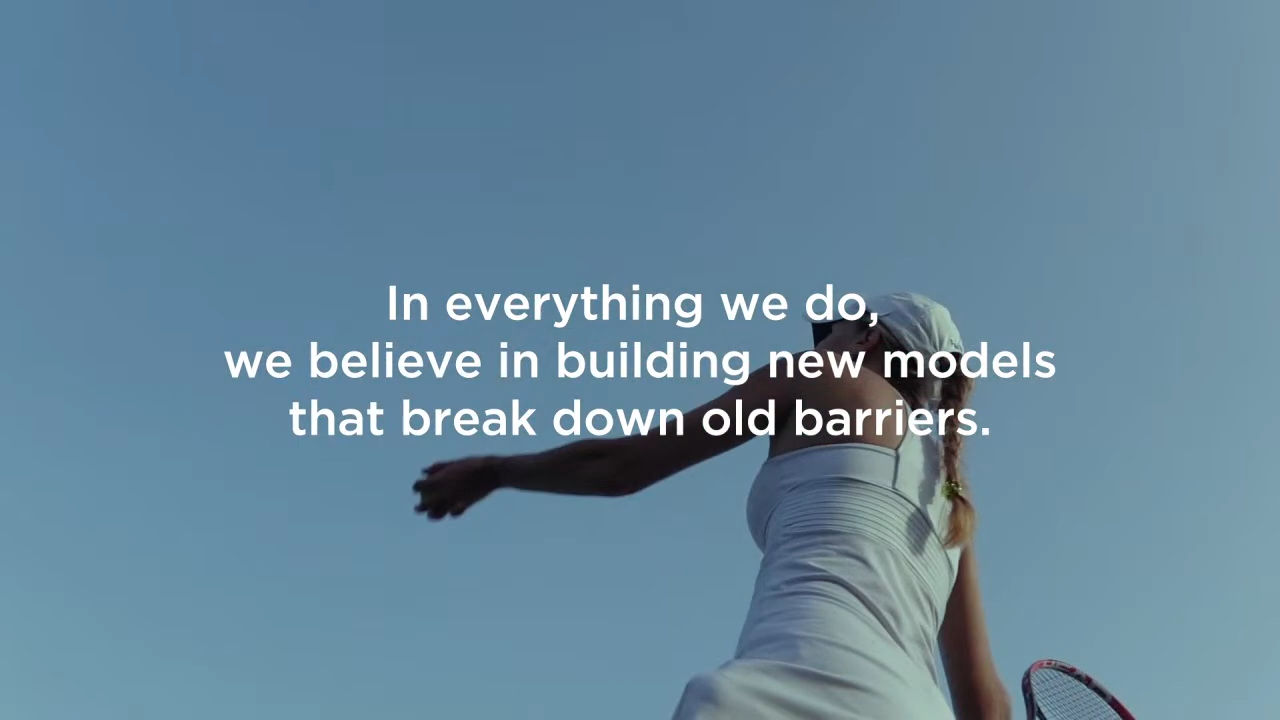 In everything we do,
we believe in building new models
that break down old barriers.